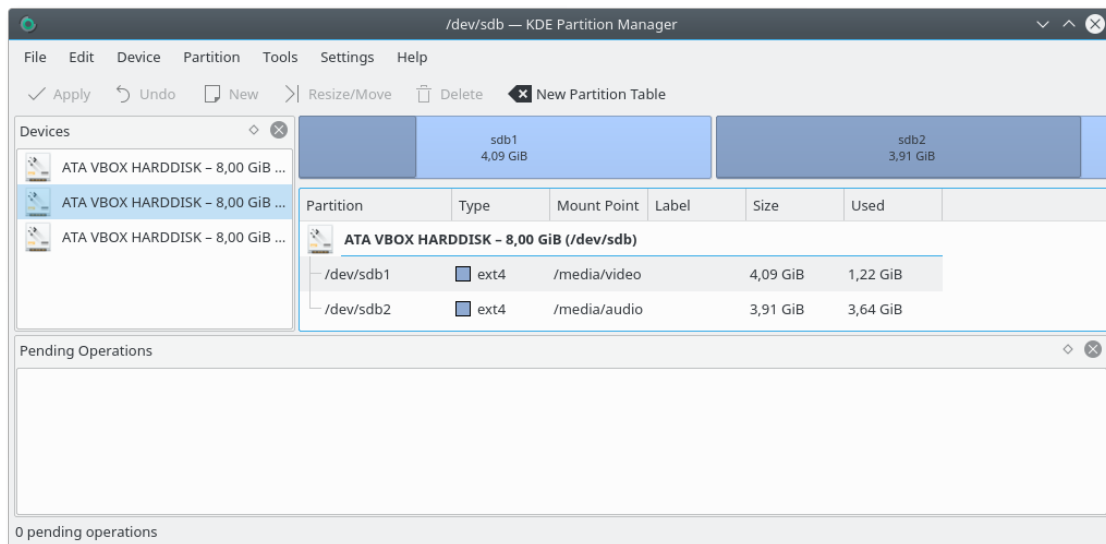 /dev/sdb — KDE Partition Manager
File Edit Device Partition Tools Settings Help
Apply Undo New Resize/Move Delete New Partition Table
Devices
ATA VBOX HARDDISK – 8,00 GiB ...
ATA VBOX HARDDISK – 8,00 GiB ...
ATA VBOX HARDDISK – 8,00 GiB ...
sdb1
4,09 GiB
sdb2
3,91 GiB
Partition Type Mount Point Label Size Used
ATA VBOX HARDDISK – 8,00 GiB (/dev/sdb)
/dev/sdb1 ext4 /media/video 4,09 GiB 1,22 GiB
/dev/sdb2 ext4 /media/audio 3,91 GiB 3,64 GiB
Pending Operations
0 pending operations